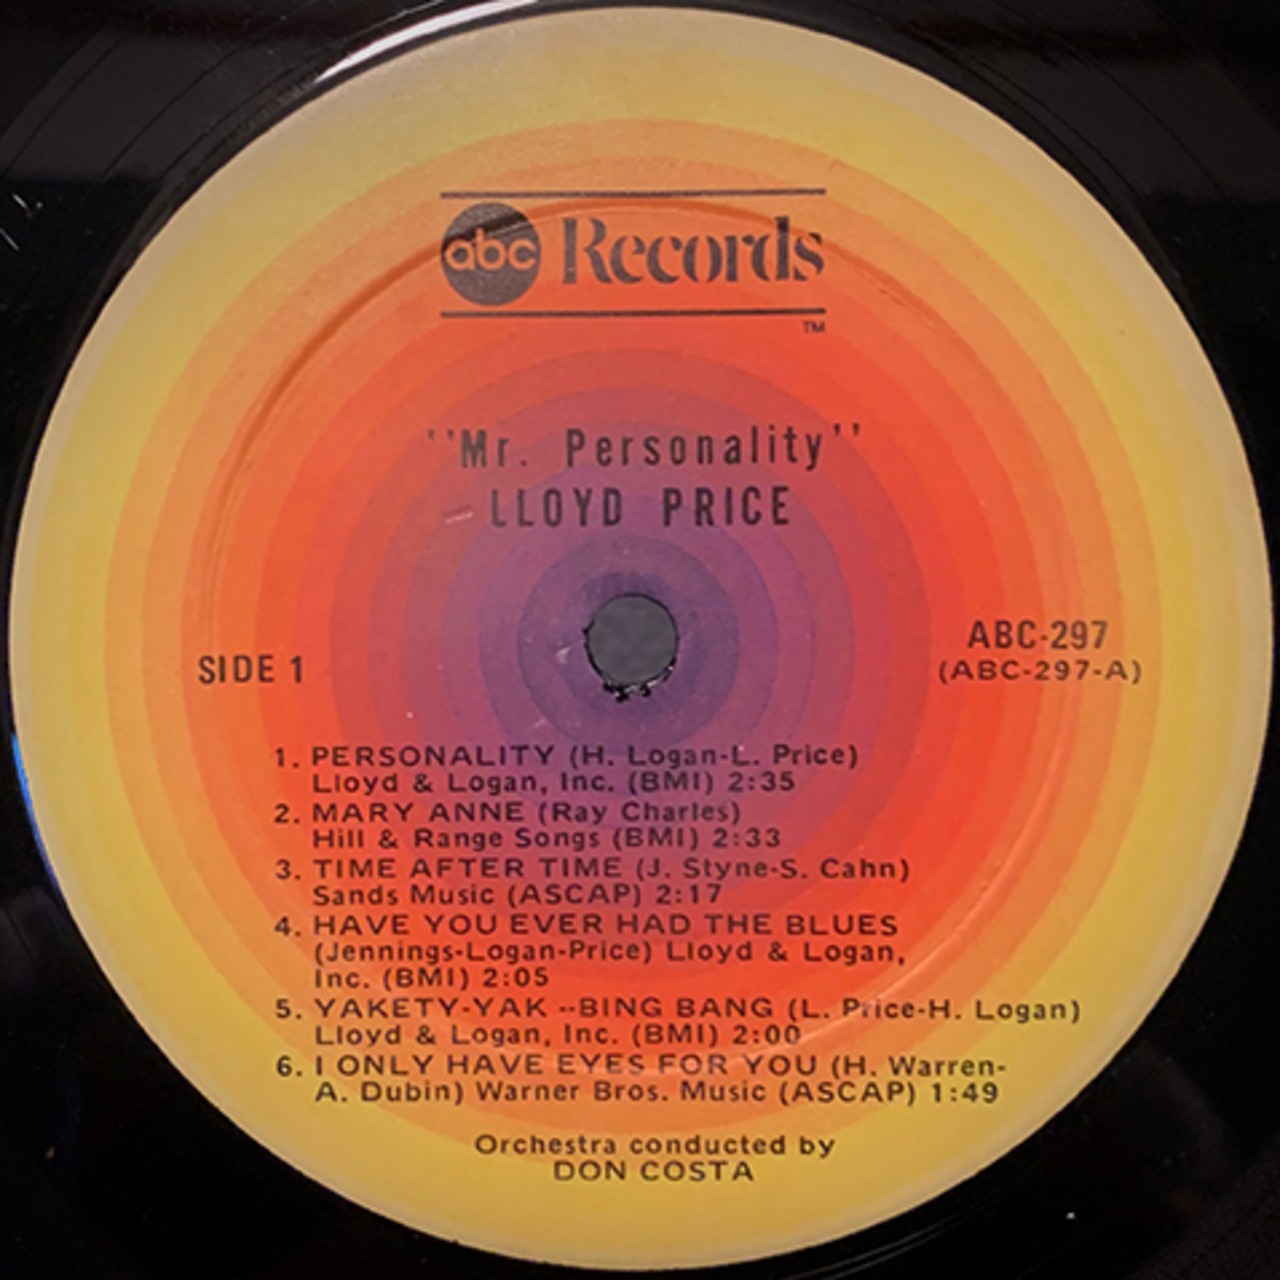 abc Records
TM
"Mr. Personality"
LLOYD PRICE
SIDE 1
ABC-297
(ABC-297-A)
1. PERSONALITY (H. Logan-L. Price)
Lloyd & Logan, Inc. (BMI) 2:35
2. MARY ANNE (Ray Charles)
Hill & Range Songs (BMI) 2:33
3. TIME AFTER TIME (J. Styne-S. Cahn)
Sands Music (ASCAP) 2:17
4. HAVE YOU EVER HAD THE BLUES
(Jennings-Logan-Price) Lloyd & Logan,
Inc. (BMI) 2:05
5. YAKETY-YAK --BING BANG (L. Price-H. Logan)
Lloyd & Logan, Inc. (BMI) 2:00
6. I ONLY HAVE EYES FOR YOU (H. Warren-
A. Dubin) Warner Bros. Music (ASCAP) 1:49
Orchestra conducted by
DON COSTA